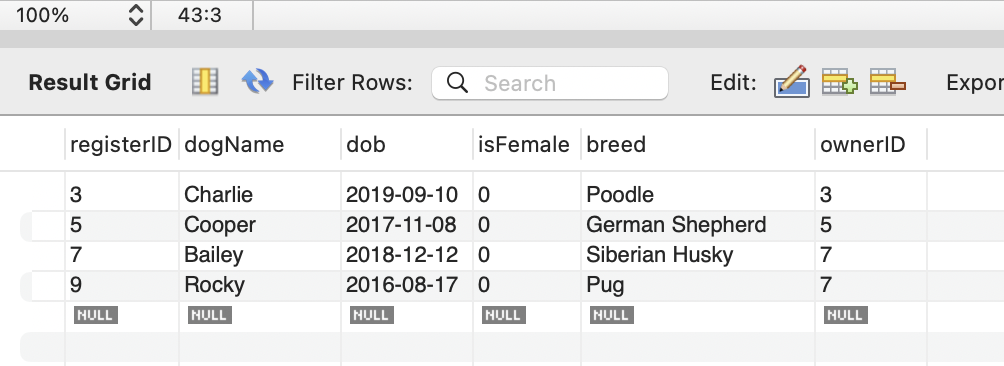 100% 43:3
Result Grid Filter Rows: Search Edit: Expor
registerID dogName dob isFemale breed ownerID
3 Charlie 2019-09-10 0 Poodle 3
5 Cooper 2017-11-08 0 German Shepherd 5
7 Bailey 2018-12-12 0 Siberian Husky 7
9 Rocky 2016-08-17 0 Pug 7
NULL NULL NULL NULL NULL NULL